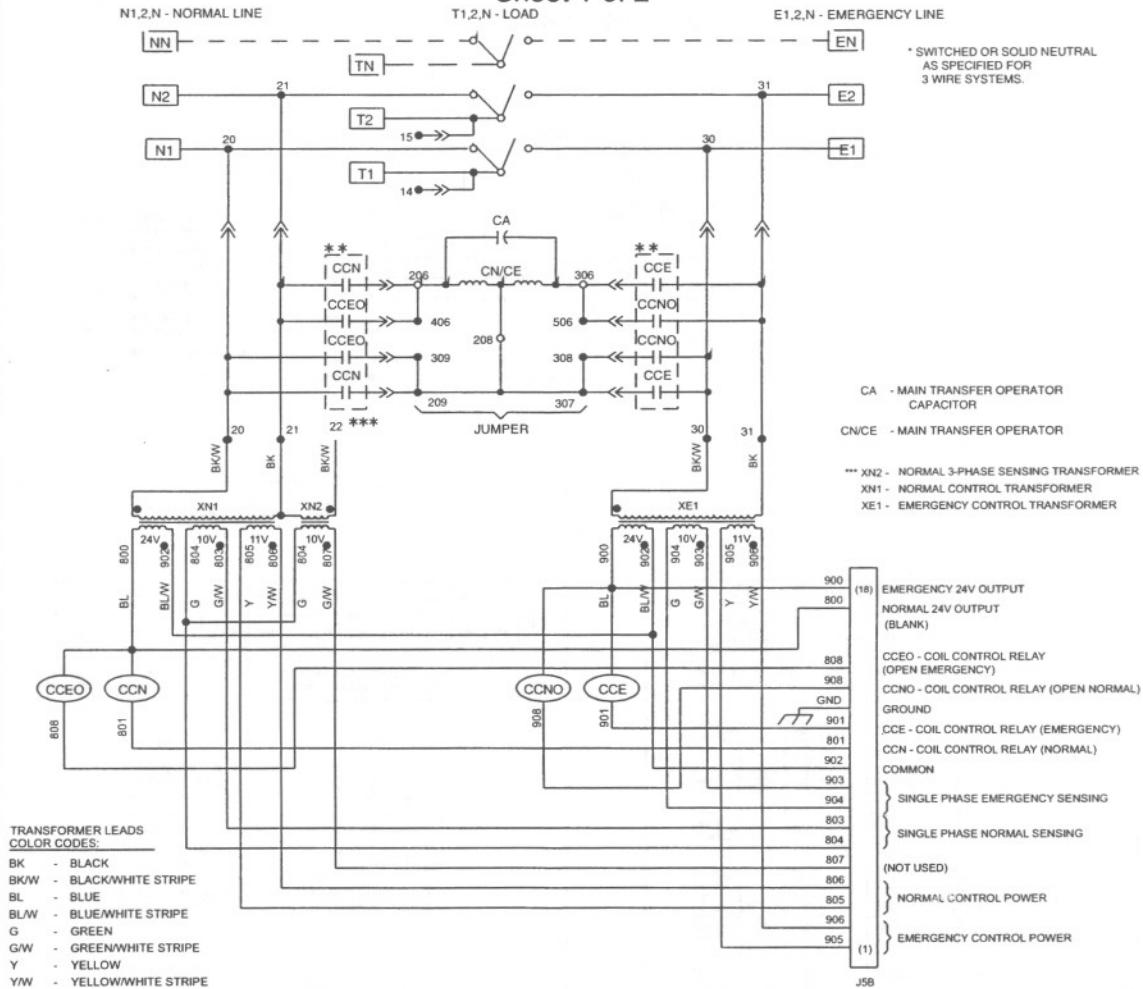 N1,2,N - NORMAL LINE
T1,2,N - LOAD
E1,2,N - EMERGENCY LINE
NN
EN
* SWITCHED OR SOLID NEUTRAL
AS SPECIFIED FOR
3 WIRE SYSTEMS.
TN
N2
21
31
E2
T2
15
N1
20
30
E1
T1
14
CA
**
**
CCN
206
CN/CE
306
CCE
CCEO
406
506
CCNO
208
CCEO
309
308
CCNO
CCN
209
307
CCE
***
JUMPER
CA - MAIN TRANSFER OPERATOR
CAPACITOR
CN/CE - MAIN TRANSFER OPERATOR
*** XN2 - NORMAL 3-PHASE SENSING TRANSFORMER
XN1 - NORMAL CONTROL TRANSFORMER
XE1 - EMERGENCY CONTROL TRANSFORMER
20
21
22
30
31
BK/W
BK
BK/W
BK/W
BK
XN1
XN2
XE1
24V
10V
11V
10V
24V
10V
11V
800
902
804
803
805
806
804
807
900
902
904
903
905
906
BL
BL/W
G
G/W
Y
Y/W
G
G/W
BL
BL/W
G
G/W
Y
Y/W
CCEO
CCN
CCNO
CCE
808
801
908
901
900 (18) EMERGENCY 24V OUTPUT
800 NORMAL 24V OUTPUT
(BLANK)
808 CCEO - COIL CONTROL RELAY
(OPEN EMERGENCY)
908 CCNO - COIL CONTROL RELAY (OPEN NORMAL)
GND GROUND
901 CCE - COIL CONTROL RELAY (EMERGENCY)
801 CCN - COIL CONTROL RELAY (NORMAL)
902 COMMON
903
904 SINGLE PHASE EMERGENCY SENSING
803
804 SINGLE PHASE NORMAL SENSING
807 (NOT USED)
806
805 NORMAL CONTROL POWER
906
905 (1) EMERGENCY CONTROL POWER
J5B
TRANSFORMER LEADS
COLOR CODES:
BK - BLACK
BK/W - BLACK/WHITE STRIPE
BL - BLUE
BL/W - BLUE/WHITE STRIPE
G - GREEN
G/W - GREEN/WHITE STRIPE
Y - YELLOW
Y/W - YELLOW/WHITE STRIPE